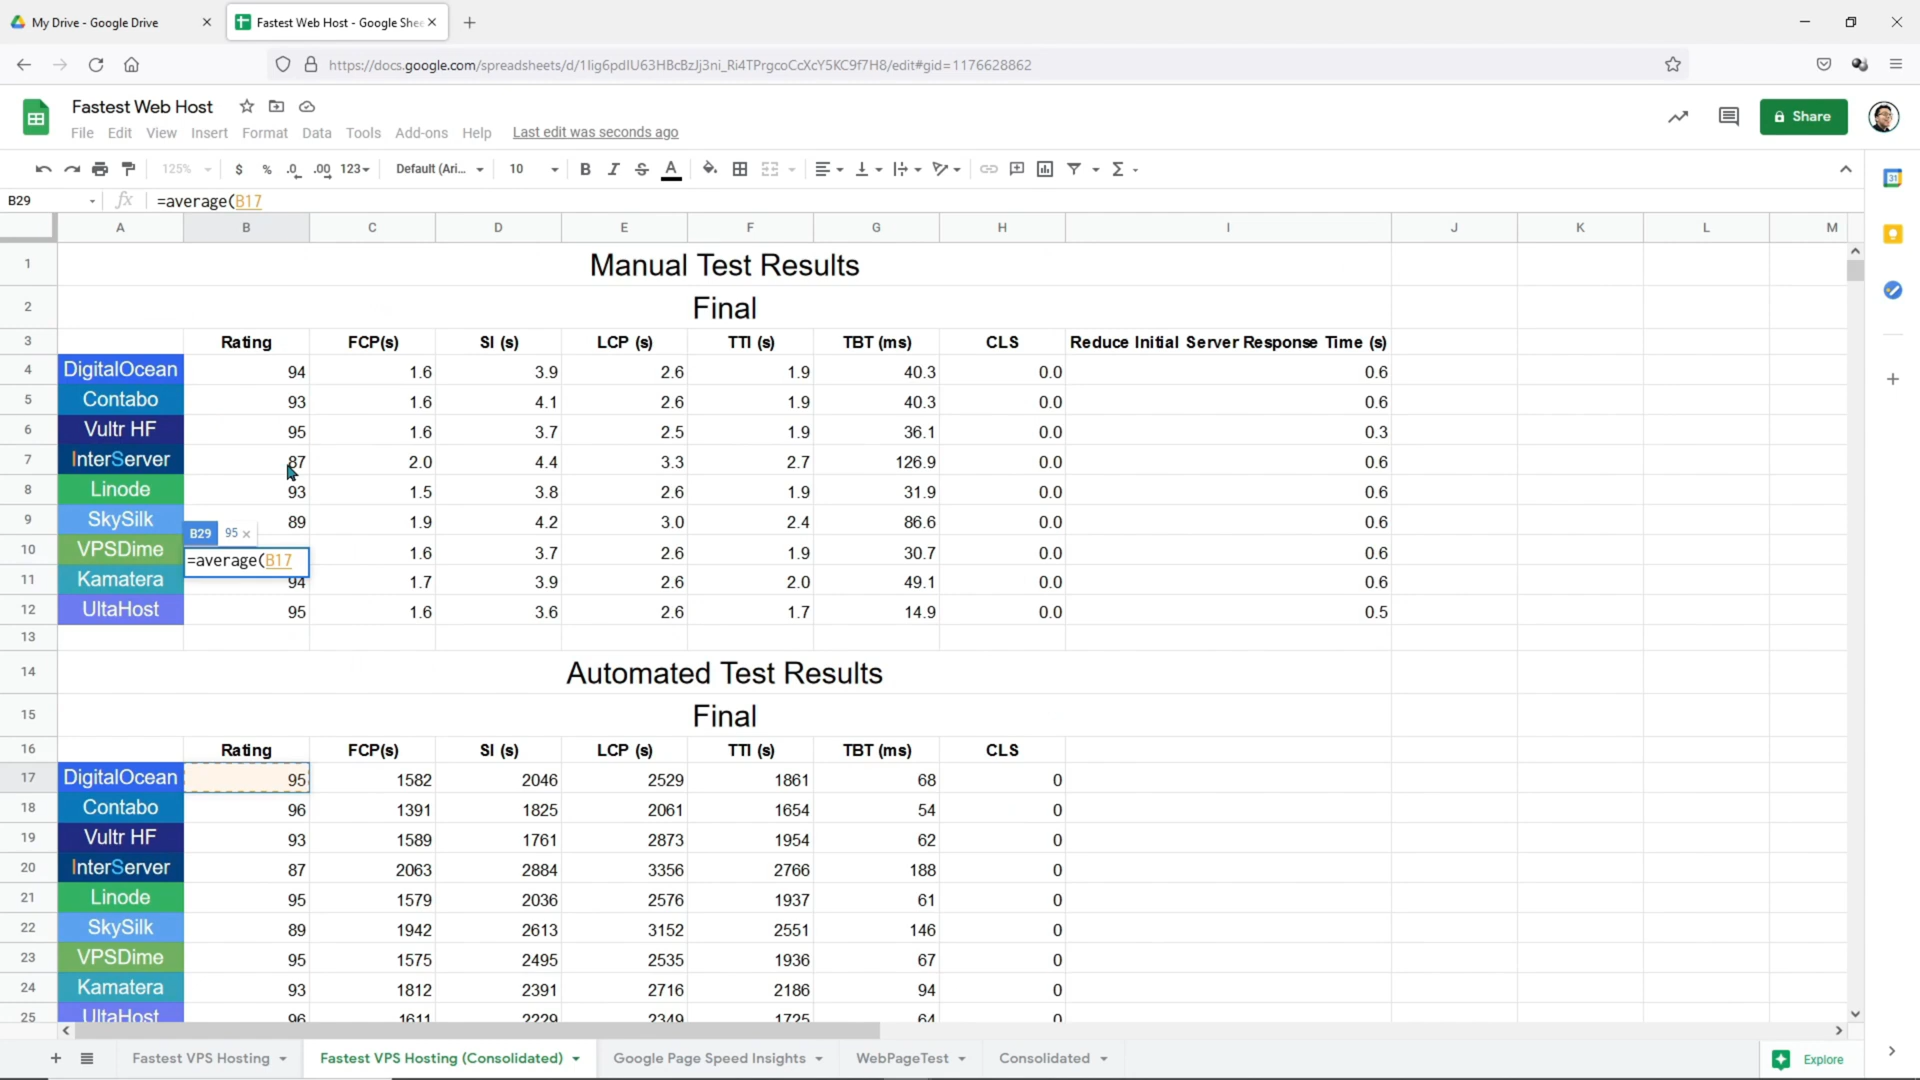 My Drive - Google Drive
Fastest Web Host - Google Shee
https://docs.google.com/spreadsheets/d/1Iig6pdIU63HBcBzJj3ni_Ri4TPrgcoCcXcY5KC9f7H8/edit#gid=1176628862
Fastest Web Host
File Edit View Insert Format Data Tools Add-ons Help Last edit was seconds ago
Share
125% $ % .0 .00 123 Default (Ari... 10 B I S A
B29 fx =average(B17
A B C D E F G H I J K L M
1 Manual Test Results
2 Final
3 Rating FCP(s) SI (s) LCP (s) TTI (s) TBT (ms) CLS Reduce Initial Server Response Time (s)
4 DigitalOcean 94 1.6 3.9 2.6 1.9 40.3 0.0 0.6
5 Contabo 93 1.6 4.1 2.6 1.9 40.3 0.0 0.6
6 Vultr HF 95 1.6 3.7 2.5 1.9 36.1 0.0 0.3
7 InterServer 87 2.0 4.4 3.3 2.7 126.9 0.0 0.6
8 Linode 93 1.5 3.8 2.6 1.9 31.9 0.0 0.6
9 SkySilk 89 1.9 4.2 3.0 2.4 86.6 0.0 0.6
B29 95 ×
10 VPSDime =average(B17 1.6 3.7 2.6 1.9 30.7 0.0 0.6
11 Kamatera 94 1.7 3.9 2.6 2.0 49.1 0.0 0.6
12 UltaHost 95 1.6 3.6 2.6 1.7 14.9 0.0 0.5
13
14 Automated Test Results
15 Final
16 Rating FCP(s) SI (s) LCP (s) TTI (s) TBT (ms) CLS
17 DigitalOcean 95 1582 2046 2529 1861 68 0
18 Contabo 96 1391 1825 2061 1654 54 0
19 Vultr HF 93 1589 1761 2873 1954 62 0
20 InterServer 87 2063 2884 3356 2766 188 0
21 Linode 95 1579 2036 2576 1937 61 0
22 SkySilk 89 1942 2613 3152 2551 146 0
23 VPSDime 95 1575 2495 2535 1936 67 0
24 Kamatera 93 1812 2391 2716 2186 94 0
25 UltaHost 96 1611 2229 2349 1725 64 0
Fastest VPS Hosting Fastest VPS Hosting (Consolidated) Google Page Speed Insights WebPageTest Consolidated Explore
31